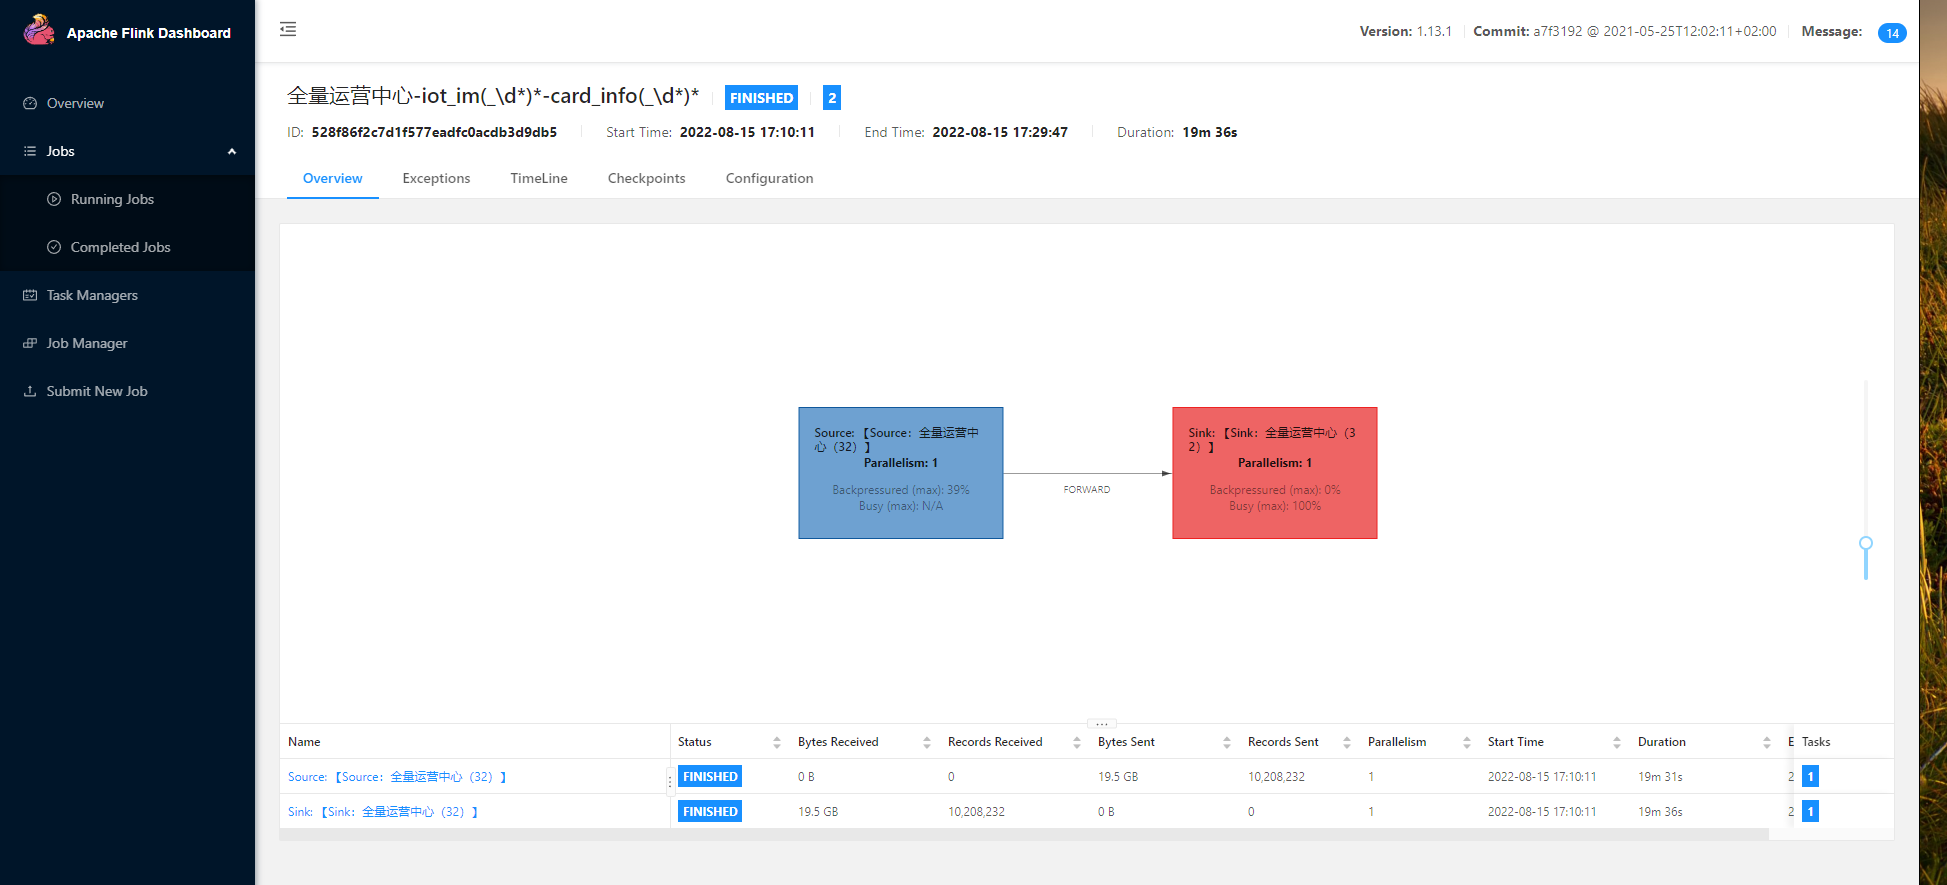 Apache Flink Dashboard
Version: 1.13.1 Commit: a7f3192 @ 2021-05-25T12:02:11+02:00 Message: 14
Overview
Jobs
Running Jobs
Completed Jobs
Task Managers
Job Manager
Submit New Job
全量运营中心-iot_im(_\d*)*-card_info(_\d*)* FINISHED 2
ID: 528f86f2c7d1f577eadfc0acdb3d9db5 Start Time: 2022-08-15 17:10:11 End Time: 2022-08-15 17:29:47 Duration: 19m 36s
Overview Exceptions TimeLine Checkpoints Configuration
Source: 【Source：全量运营中
心（32）】
Parallelism: 1
Backpressured (max): 39%
Busy (max): N/A
FORWARD
Sink: 【Sink：全量运营中心（3
2）】
Parallelism: 1
Backpressured (max): 0%
Busy (max): 100%
Name Status Bytes Received Records Received Bytes Sent Records Sent Parallelism Start Time Duration E Tasks
Source: 【Source：全量运营中心（32）】 FINISHED 0 B 0 19.5 GB 10,208,232 1 2022-08-15 17:10:11 19m 31s 2 1
Sink: 【Sink：全量运营中心（32）】 FINISHED 19.5 GB 10,208,232 0 B 0 1 2022-08-15 17:10:11 19m 36s 2 1